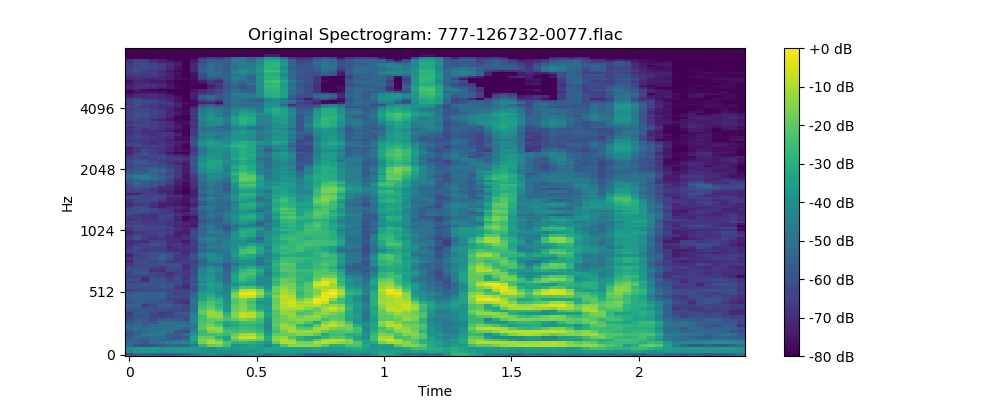 Original Spectrogram: 777-126732-0077.flac
Hz
4096
2048
1024
512
0
0 0.5 1 1.5 2
Time
+0 dB
-10 dB
-20 dB
-30 dB
-40 dB
-50 dB
-60 dB
-70 dB
-80 dB